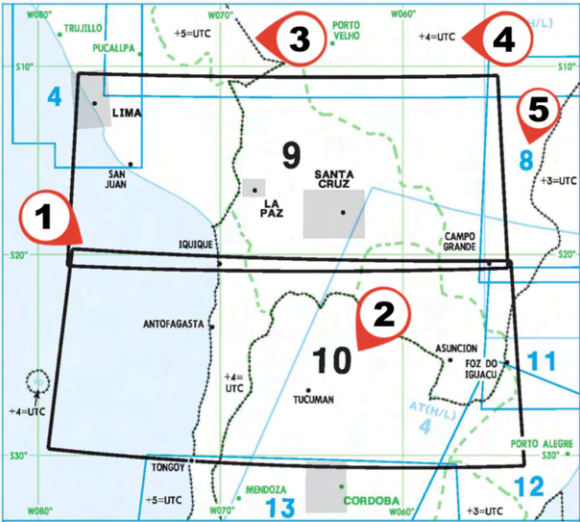 W070°
W060°
+5=UTC
3
PORTO
VELHO
+4=UTC
4
(H/L)
TRUJILLO
PUCALLPA
S10°
S10°
4
LIMA
5
9
8
SAN
JUAN
SANTA
CRUZ
LA
PAZ
+3=UTC
1
IQUIQUE
CAMPO
GRANDE
S20°
S20°
2
ANTOFAGASTA
10
ASUNCION
FOZ DO
IGUACU
11
+4=
UTC
TUCUMAN
+4=UTC
AT(H/L)
4
PORTO ALEGRE
S30°
S30°
TONGOY
12
MENDOZA
CORDOBA
+5=UTC
13
+3=UTC
W080°
W070°
W060°